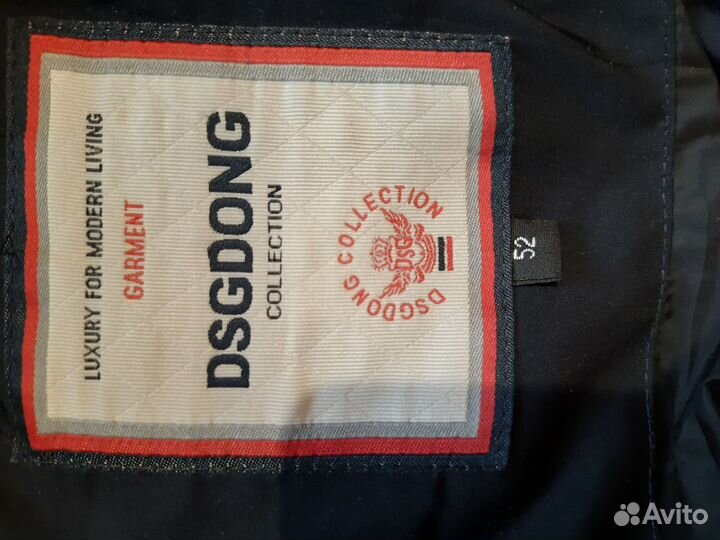 LUXURY FOR MODERN LIVING
GARMENT
DSGDONG
COLLECTION
DSGDONG COLLECTION
DSG
52
Avito